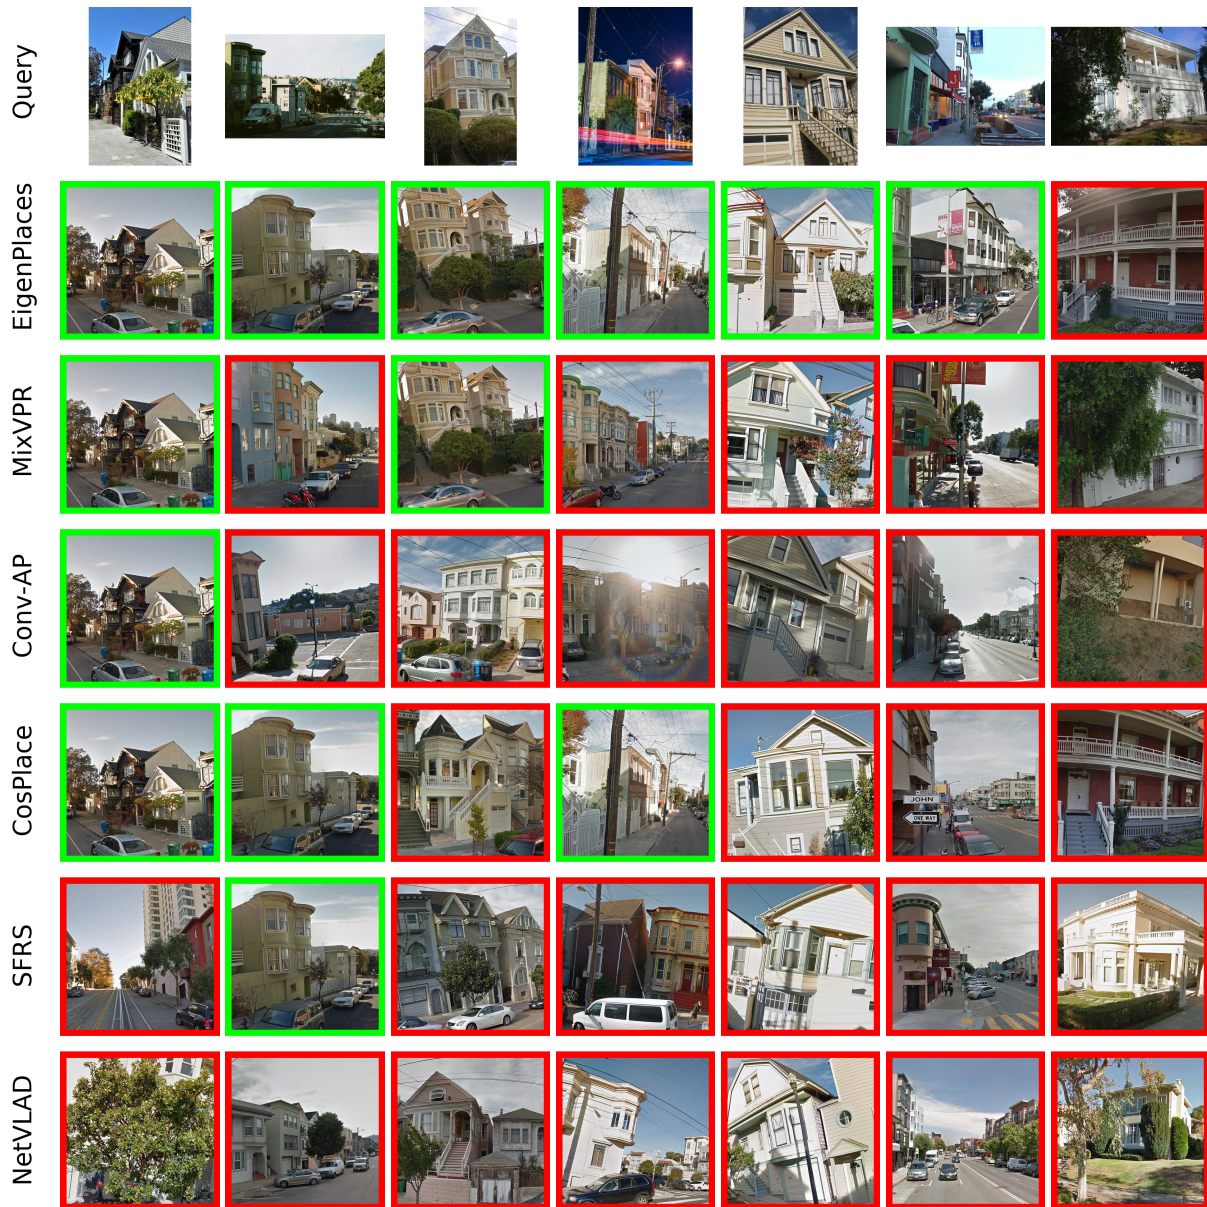 Query
EigenPlaces
MixVPR
Conv-AP
CosPlace
JOHN
ONE WAY
SFRS
NetVLAD